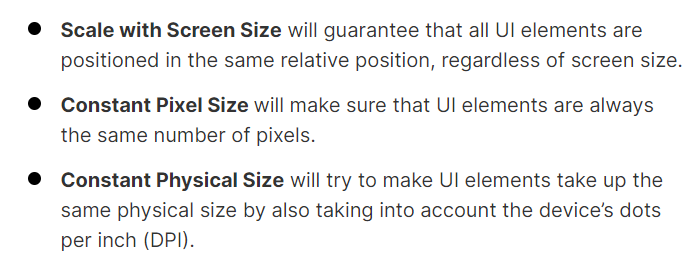 Scale with Screen Size will guarantee that all UI elements are
positioned in the same relative position, regardless of screen size.
Constant Pixel Size will make sure that UI elements are always
the same number of pixels.
Constant Physical Size will try to make UI elements take up the
same physical size by also taking into account the device’s dots
per inch (DPI).